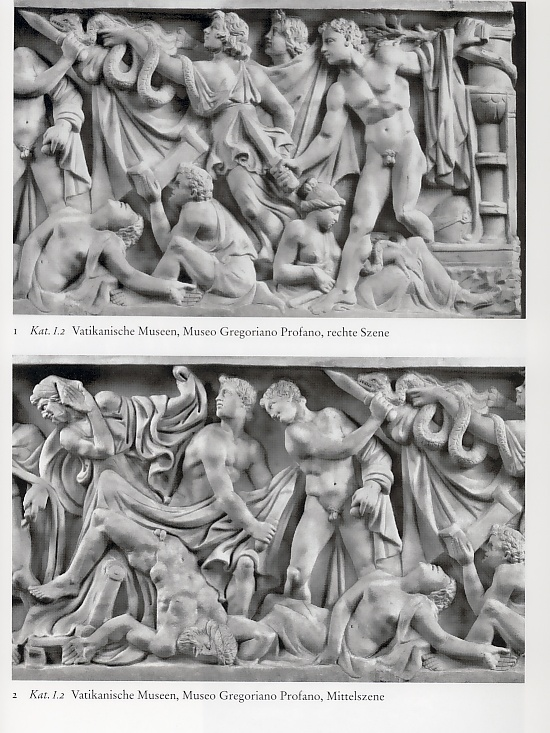 1 Kat. I.2 Vatikanische Museen, Museo Gregoriano Profano, rechte Szene
2 Kat. I.2 Vatikanische Museen, Museo Gregoriano Profano, Mittelszene